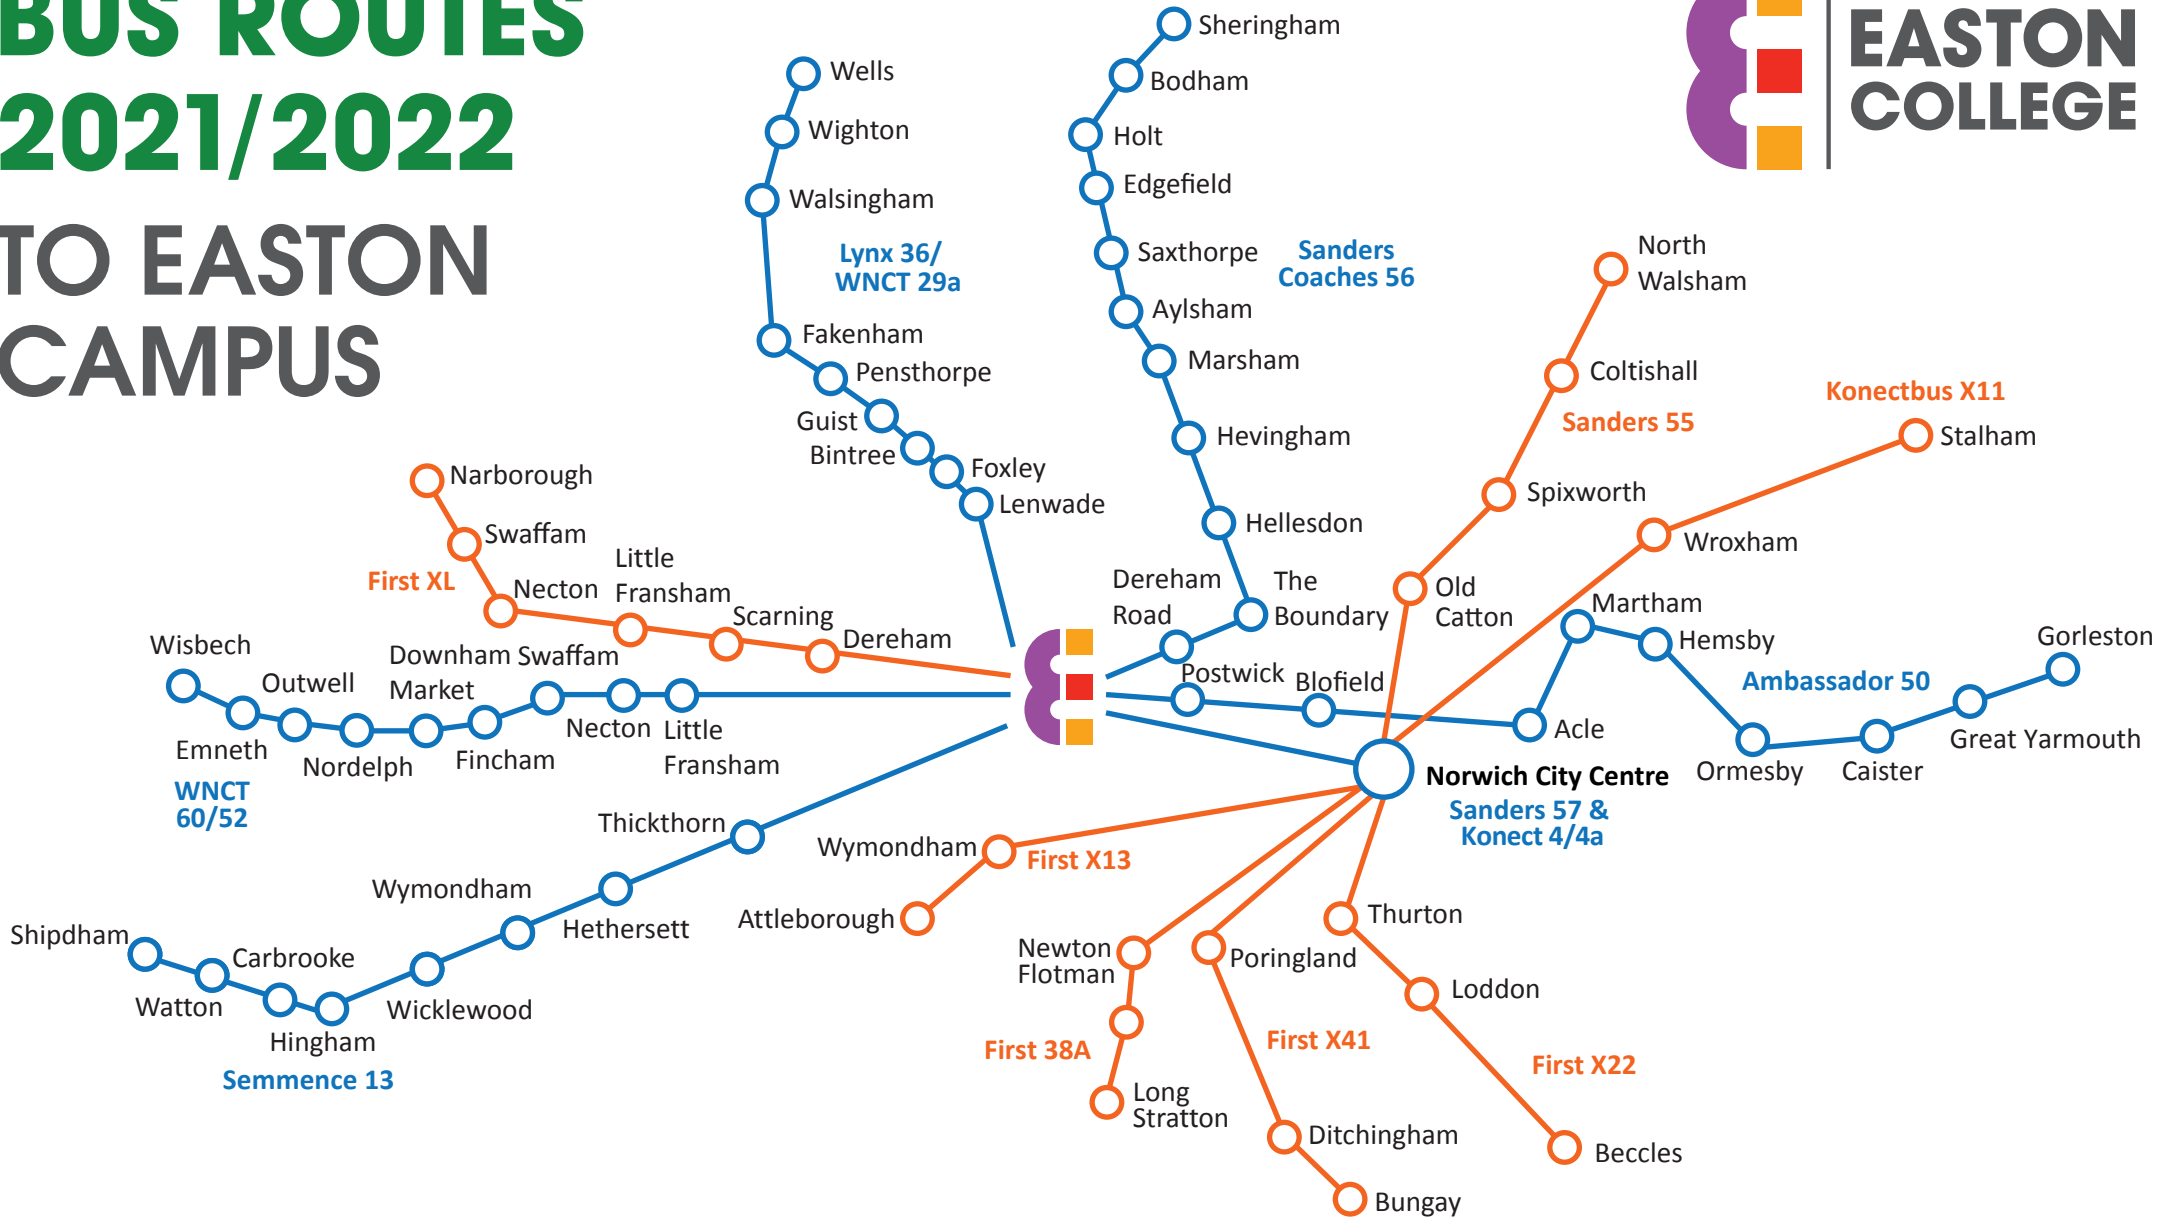 BUS ROUTES
2021/2022
TO EASTON
CAMPUS
EASTON
COLLEGE
Sheringham
Bodham
Holt
Edgefield
Saxthorpe
Aylsham
Marsham
Hevingham
Hellesdon
The
Boundary
Dereham
Road
Sanders
Coaches 56
Wells
Wighton
Walsingham
Lynx 36/
WNCT 29a
Fakenham
Pensthorpe
Guist
Bintree
Foxley
Lenwade
North
Walsham
Coltishall
Sanders 55
Spixworth
Old
Catton
Konectbus X11
Stalham
Wroxham
Narborough
Swaffam
First XL
Necton
Little
Fransham
Scarning
Dereham
Wisbech
Emneth
Outwell
Nordelph
Downham
Market
Fincham
Swaffam
Necton
Little
Fransham
WNCT
60/52
Postwick
Blofield
Acle
Martham
Hemsby
Ormesby
Caister
Great Yarmouth
Gorleston
Ambassador 50
Norwich City Centre
Sanders 57 &
Konect 4/4a
Thickthorn
Hethersett
Wymondham
Wicklewood
Hingham
Carbrooke
Watton
Shipdham
Semmence 13
Wymondham
First X13
Attleborough
Newton
Flotman
First 38A
Long
Stratton
Poringland
First X41
Ditchingham
Bungay
Thurton
Loddon
First X22
Beccles